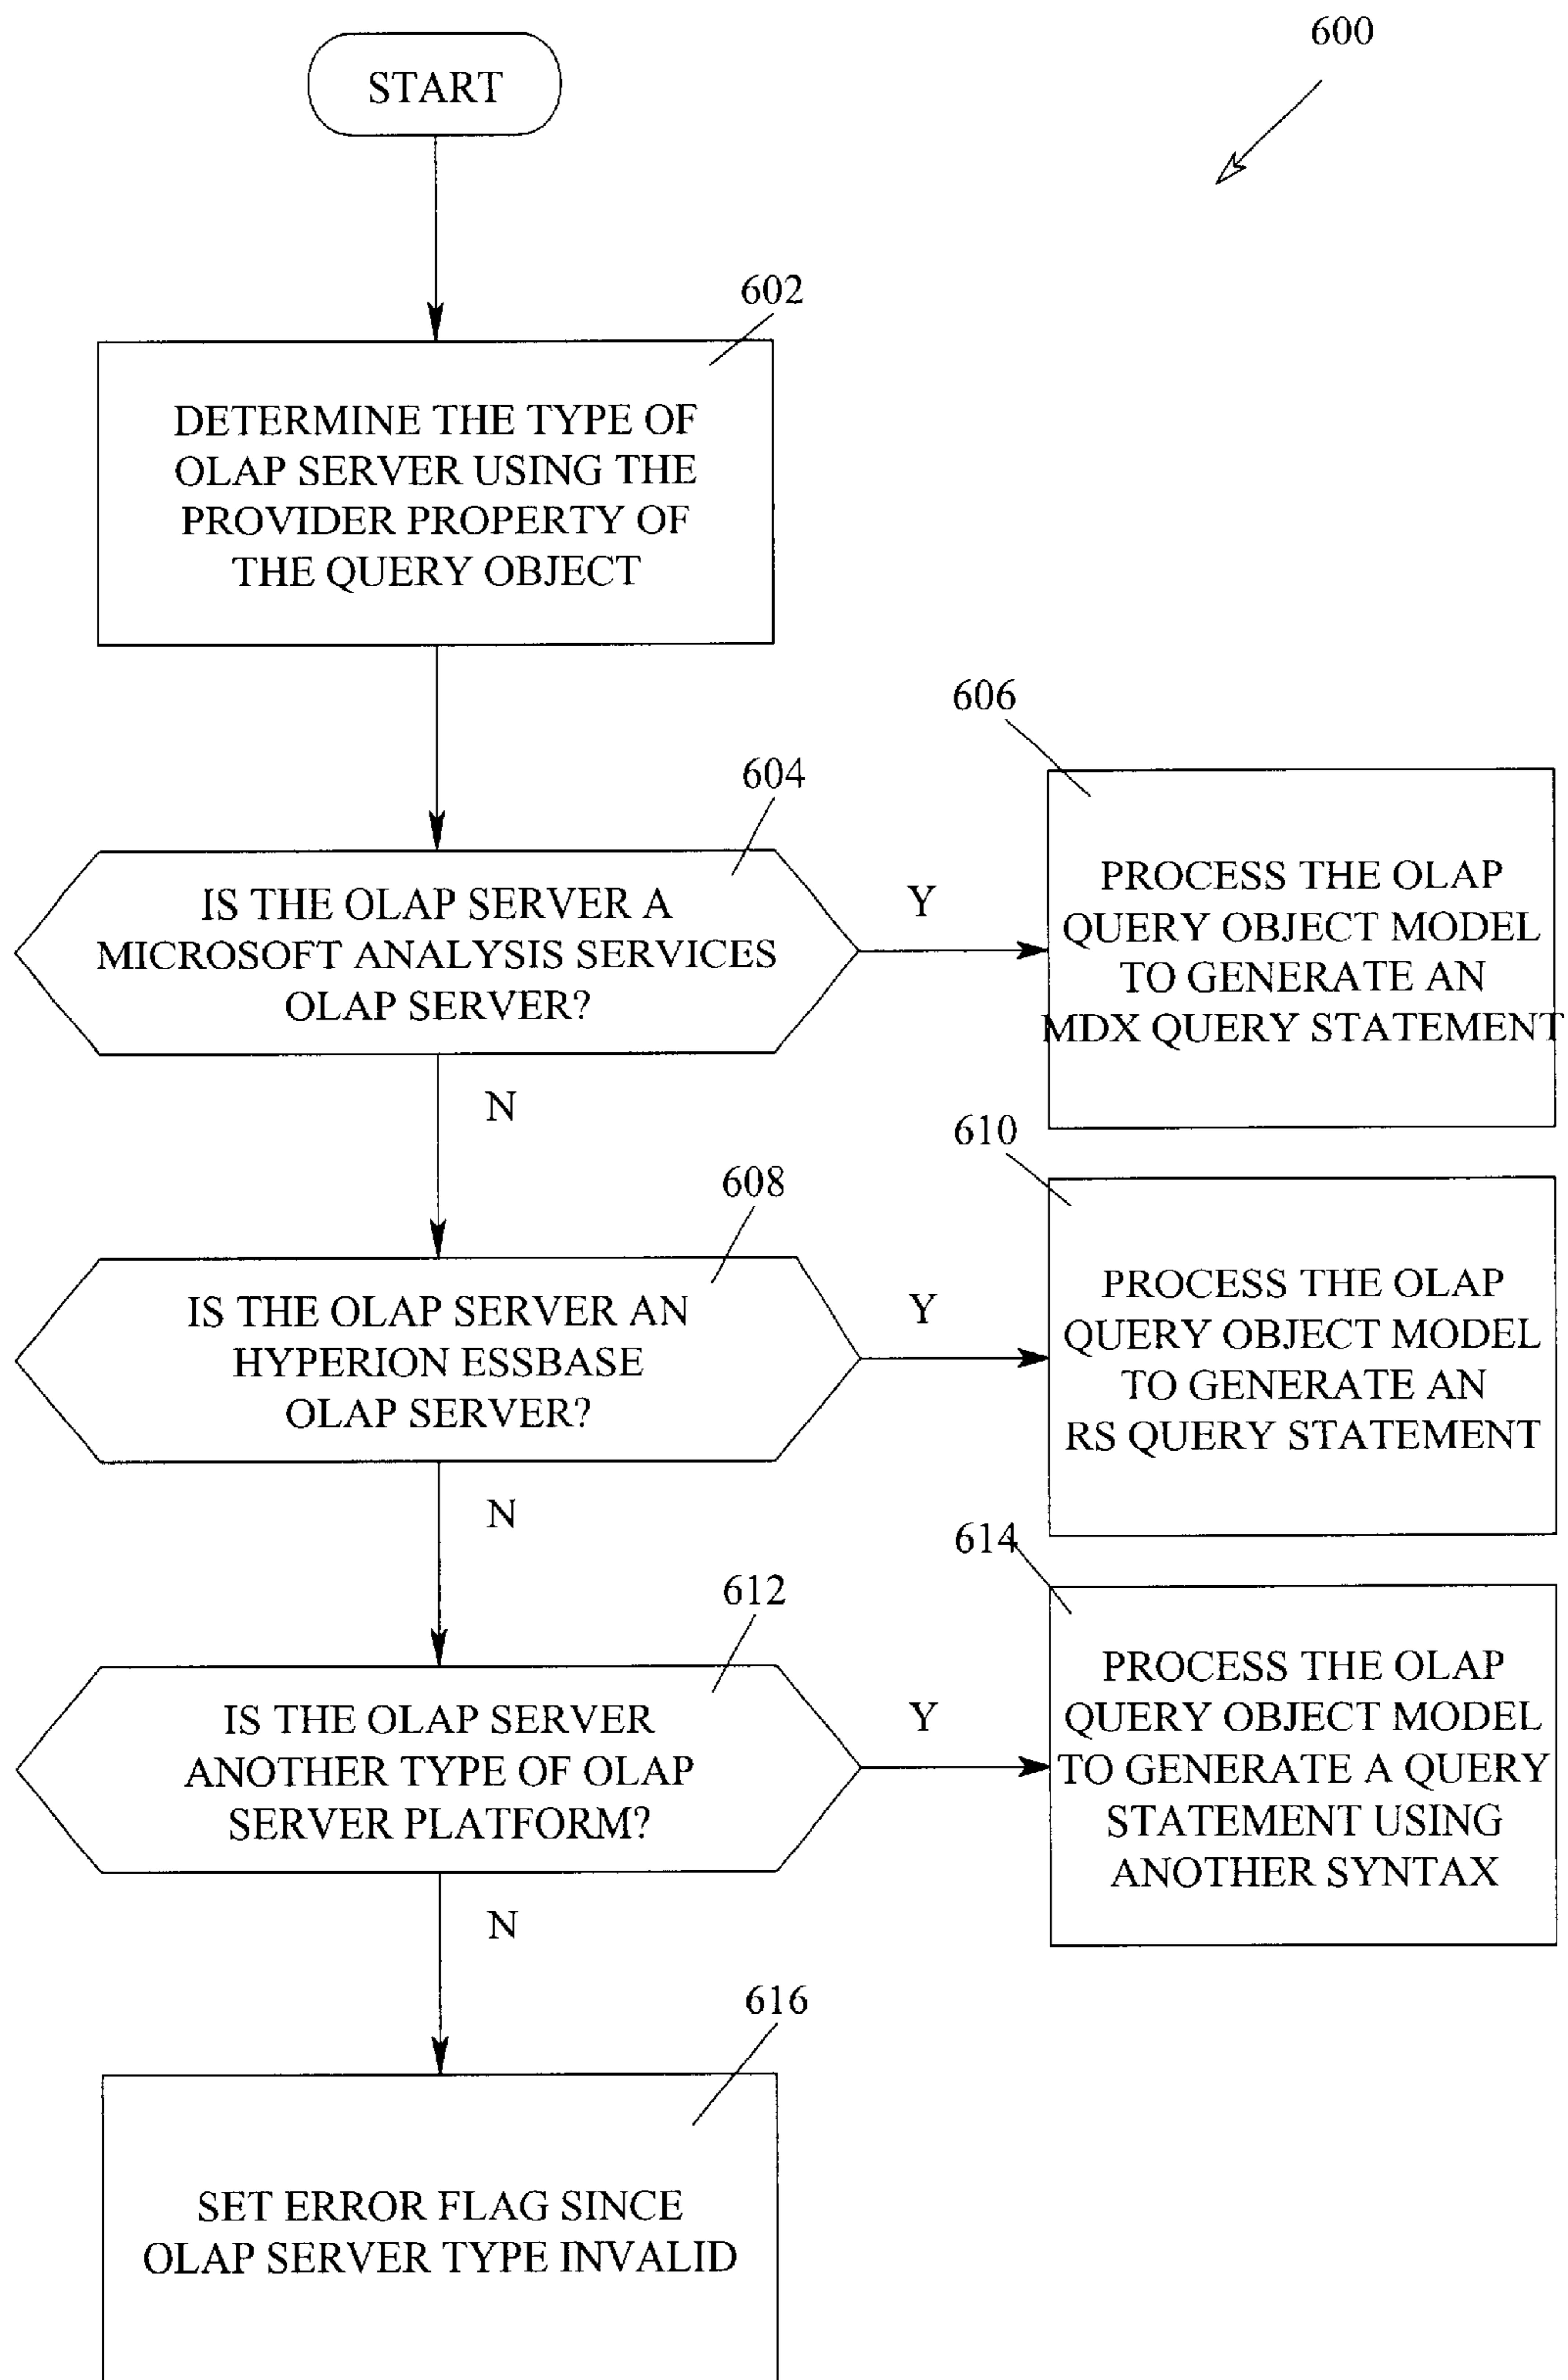 600
START
602
DETERMINE THE TYPE OF
OLAP SERVER USING THE
PROVIDER PROPERTY OF
THE QUERY OBJECT
604
IS THE OLAP SERVER A
MICROSOFT ANALYSIS SERVICES
OLAP SERVER?
Y
606
PROCESS THE OLAP
QUERY OBJECT MODEL
TO GENERATE AN
MDX QUERY STATEMENT
N
608
IS THE OLAP SERVER AN
HYPERION ESSBASE
OLAP SERVER?
Y
610
PROCESS THE OLAP
QUERY OBJECT MODEL
TO GENERATE AN
RS QUERY STATEMENT
N
612
IS THE OLAP SERVER
ANOTHER TYPE OF OLAP
SERVER PLATFORM?
Y
614
PROCESS THE OLAP
QUERY OBJECT MODEL
TO GENERATE A QUERY
STATEMENT USING
ANOTHER SYNTAX
N
616
SET ERROR FLAG SINCE
OLAP SERVER TYPE INVALID